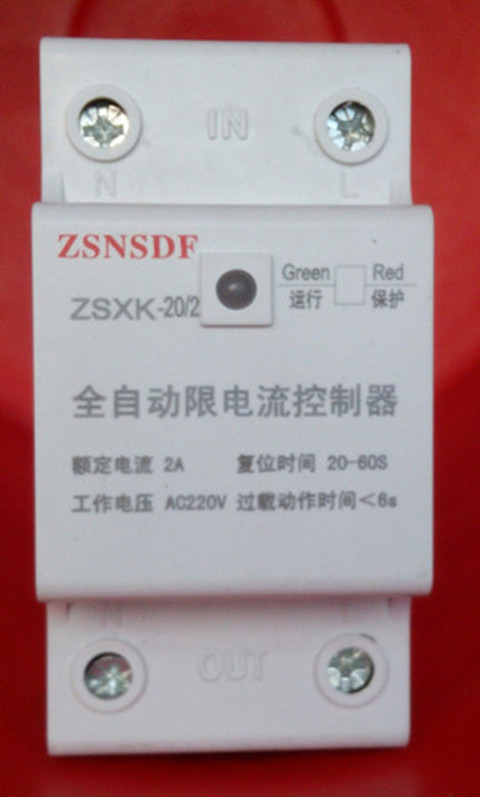 IN
N L
ZSNSDF
Green Red
运行 保护
ZSXK-20/2
全自动限电流控制器
额定电流 2A 复位时间 20-60S
工作电压 AC220V 过载动作时间<6s
N
OUT